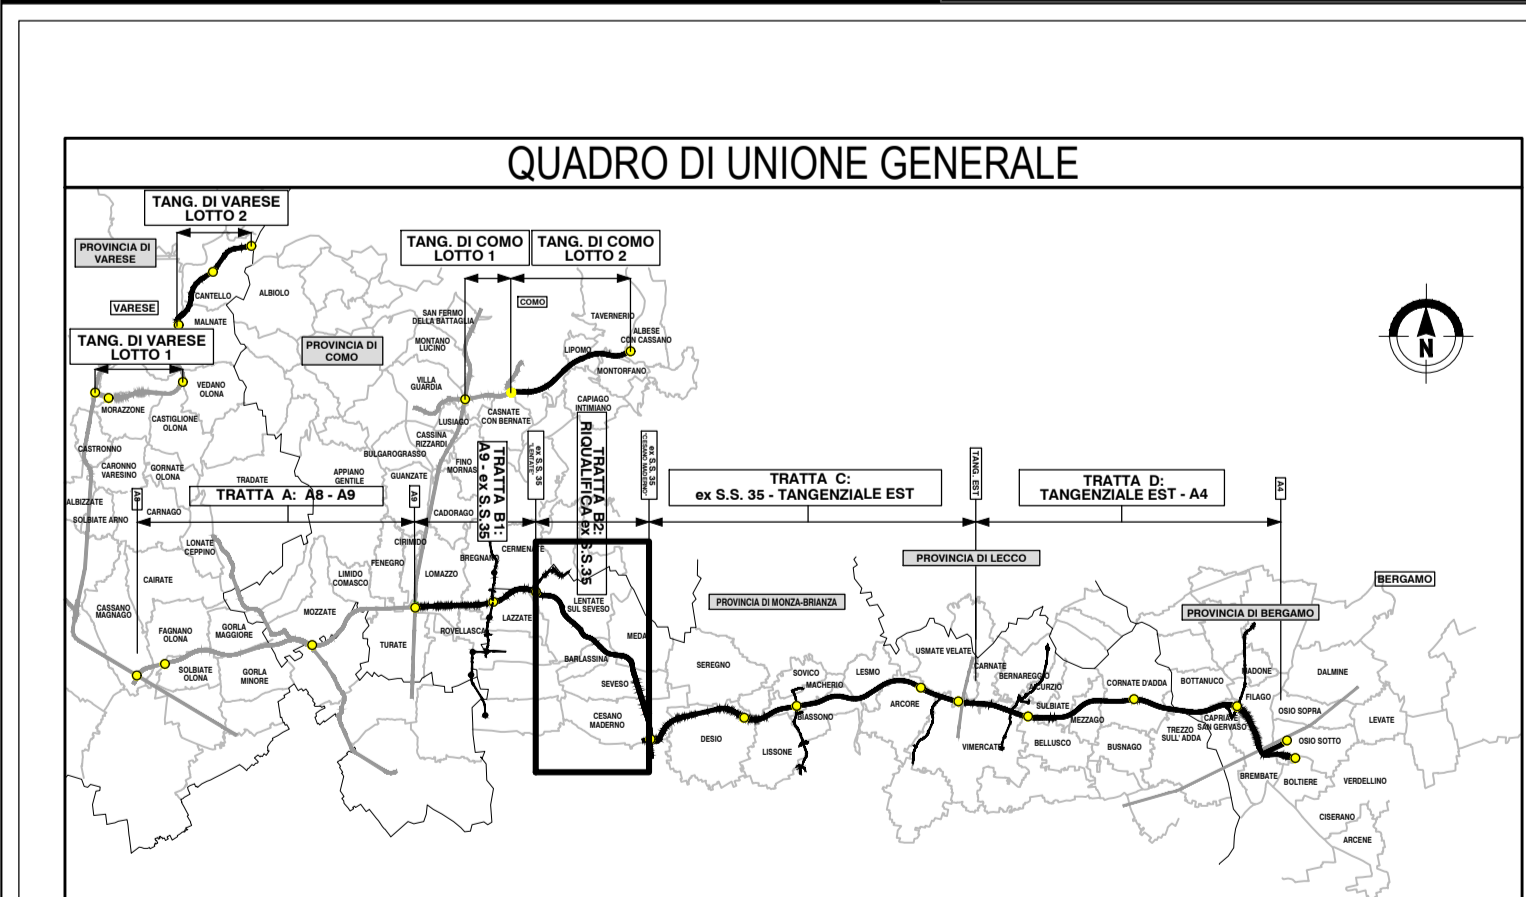 QUADRO DI UNIONE GENERALE
TANG. DI VARESE
LOTTO 2
PROVINCIA DI
VARESE
TANG. DI COMO
LOTTO 1
TANG. DI COMO
LOTTO 2
CANTELLO
ALBIOLO
VARESE
MALNATE
COMO
SAN FERMO
DELLA BATTAGLIA
TAVERNERIO
ALBESE
CON CASSANO
TANG. DI VARESE
LOTTO 1
PROVINCIA DI
COMO
MONTANO
LUCINO
LIPOMO
MONTORFANO
VEDANO
OLONA
VILLA
GUARDIA
MORAZZONE
CASTIGLIONE
OLONA
LUSIAGO
CASNATE
CON BERNATE
CAPIAGO
INTIMIANO
CASSINA
RIZZARDI
BULGAROGRASSO
CASTRONNO
CARONNO
VARESINO
GORNATE
OLONA
TRADATE
APPIANO
GENTILE
GUANZATE
FINO
MORNAS
TRATTA B1:
A9 - ex S.S.35
ex S.S. 35
"LENTATE"
TRATTA B2:
RIQUALIFICA ex S.S.35
ex S.S. 35
"CESANO MADERNO"
TANG. EST
A4
ALBIZZATE
A8
TRATTA A: A8 - A9
A9
TRATTA C:
ex S.S. 35 - TANGENZIALE EST
TRATTA D:
TANGENZIALE EST - A4
SOLBIATE ARNO
CARNAGO
CADORAGO
LONATE
CEPPINO
CIRIMIDO
CERMENATE
BREGNANO
FENEGRO
PROVINCIA DI LECCO
CAIRATE
LIMIDO
COMASCO
LOMAZZO
BERGAMO
CASSANO
MAGNAGO
MOZZATE
LAZZATE
LENTATE
SUL SEVESO
PROVINCIA DI MONZA-BRIANZA
PROVINCIA DI BERGAMO
FAGNANO
OLONA
GORLA
MAGGIORE
ROVELLASCA
TURATE
MEDA
BARLASSINA
SEREGNO
USMATE VELATE
SOLBIATE
OLONA
GORLA
MINORE
SEVESO
SOVICO
MACHERIO
LESMO
CARNATE
BERNAREGGIO
AICURZIO
CORNATE D'ADDA
BOTTANUCO
MADONE
DALMINE
CESANO
MADERNO
BIASSONO
ARCORE
SULBIATE
MEZZAGO
FILAGO
CAPRIATE
SAN GERVASO
OSIO SOPRA
LEVATE
DESIO
LISSONE
VIMERCATE
BELLUSCO
BUSNAGO
TREZZO
SULL' ADDA
OSIO SOTTO
BREMBATE
BOLTIERE
VERDELLINO
CISERANO
ARCENE
N